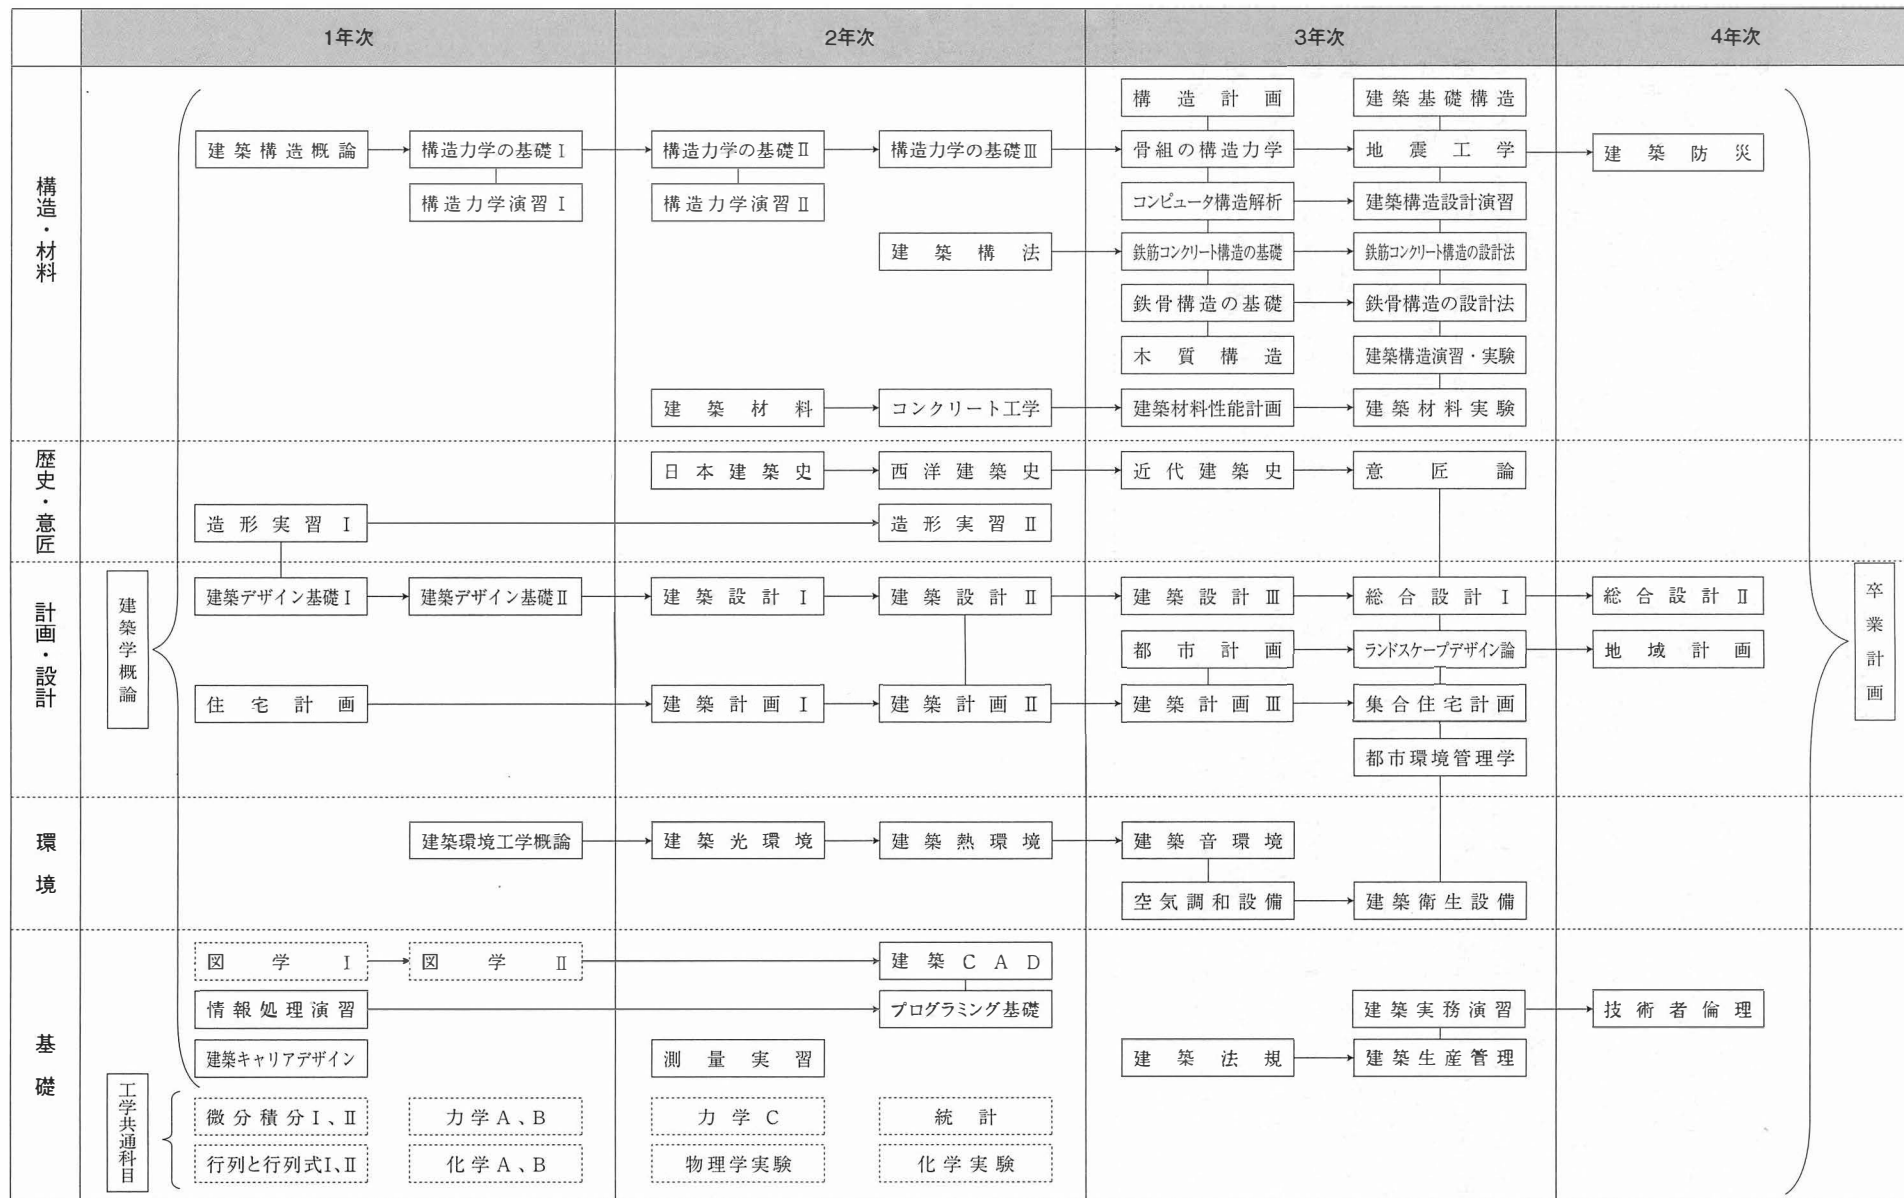 1年次 2年次 3年次 4年次
構造・材料
構造計画 建築基礎構造
建築構造概論 構造力学の基礎Ⅰ 構造力学の基礎Ⅱ 構造力学の基礎Ⅲ 骨組の構造力学 地震工学 建築防災
構造力学演習Ⅰ 構造力学演習Ⅱ コンピュータ構造解析 建築構造設計演習
建築構法 鉄筋コンクリート構造の基礎 鉄筋コンクリート構造の設計法
鉄骨構造の基礎 鉄骨構造の設計法
木質構造 建築構造演習・実験
建築材料 コンクリート工学 建築材料性能計画 建築材料実験
歴史・意匠
日本建築史 西洋建築史 近代建築史 意匠論
造形実習Ⅰ 造形実習Ⅱ
計画・設計
建築学概論
建築デザイン基礎Ⅰ 建築デザイン基礎Ⅱ 建築設計Ⅰ 建築設計Ⅱ 建築設計Ⅲ 総合設計Ⅰ 総合設計Ⅱ
都市計画 ランドスケープデザイン論 地域計画
住宅計画 建築計画Ⅰ 建築計画Ⅱ 建築計画Ⅲ 集合住宅計画
都市環境管理学
卒業計画
環境
建築環境工学概論 建築光環境 建築熱環境 建築音環境
空気調和設備 建築衛生設備
基礎
図学Ⅰ 図学Ⅱ 建築CAD
情報処理演習 プログラミング基礎 建築実務演習 技術者倫理
建築キャリアデザイン 測量実習 建築法規 建築生産管理
工学共通科目
微分積分Ⅰ、Ⅱ 力学A、B 力学C 統計
行列と行列式Ⅰ、Ⅱ 化学A、B 物理学実験 化学実験